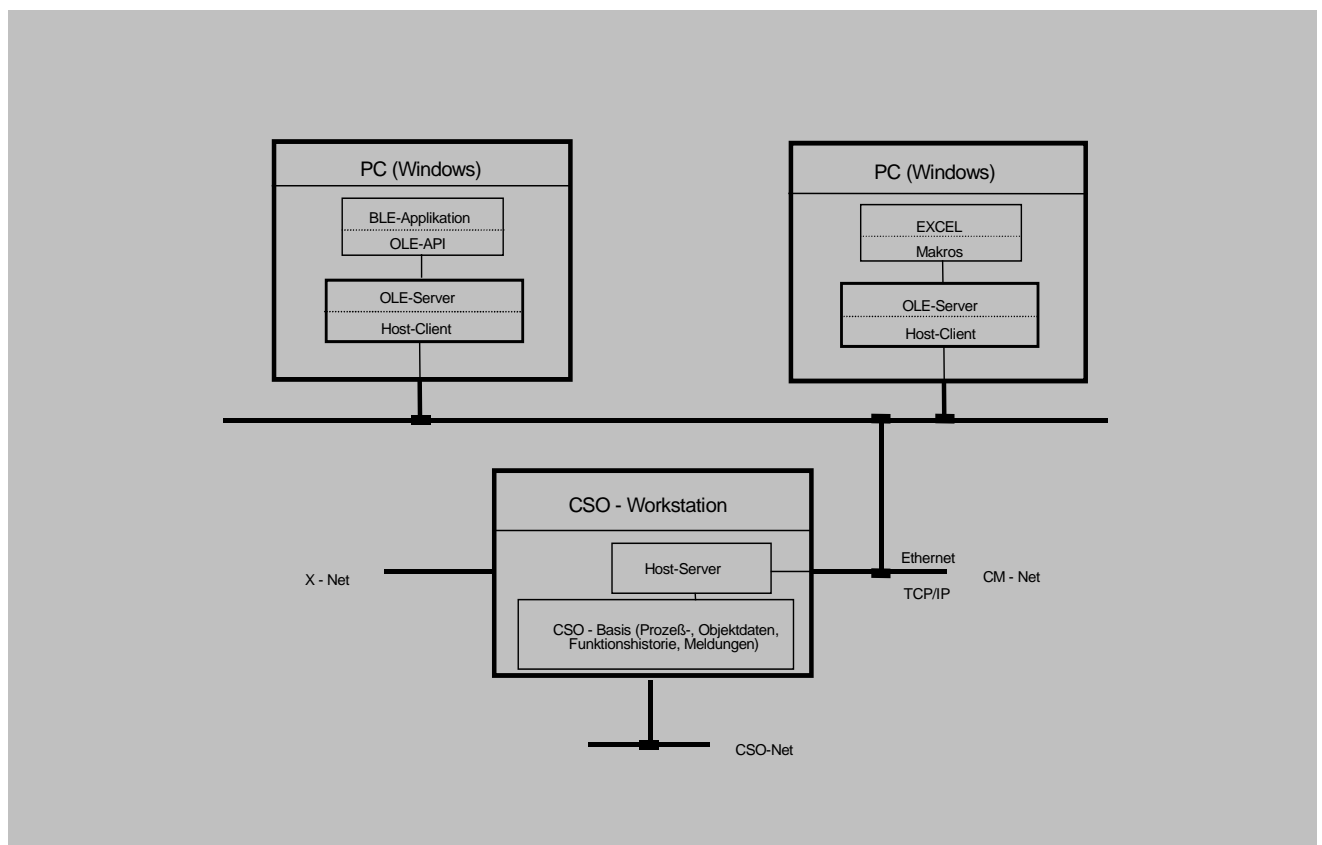 PC (Windows)
BLE-Applikation
OLE-API
OLE-Server
Host-Client
PC (Windows)
EXCEL
Makros
OLE-Server
Host-Client
CSO - Workstation
Host-Server
CSO - Basis (Prozeß-, Objektdaten,
Funktionshistorie, Meldungen)
X - Net
Ethernet
TCP/IP
CM - Net
CSO-Net